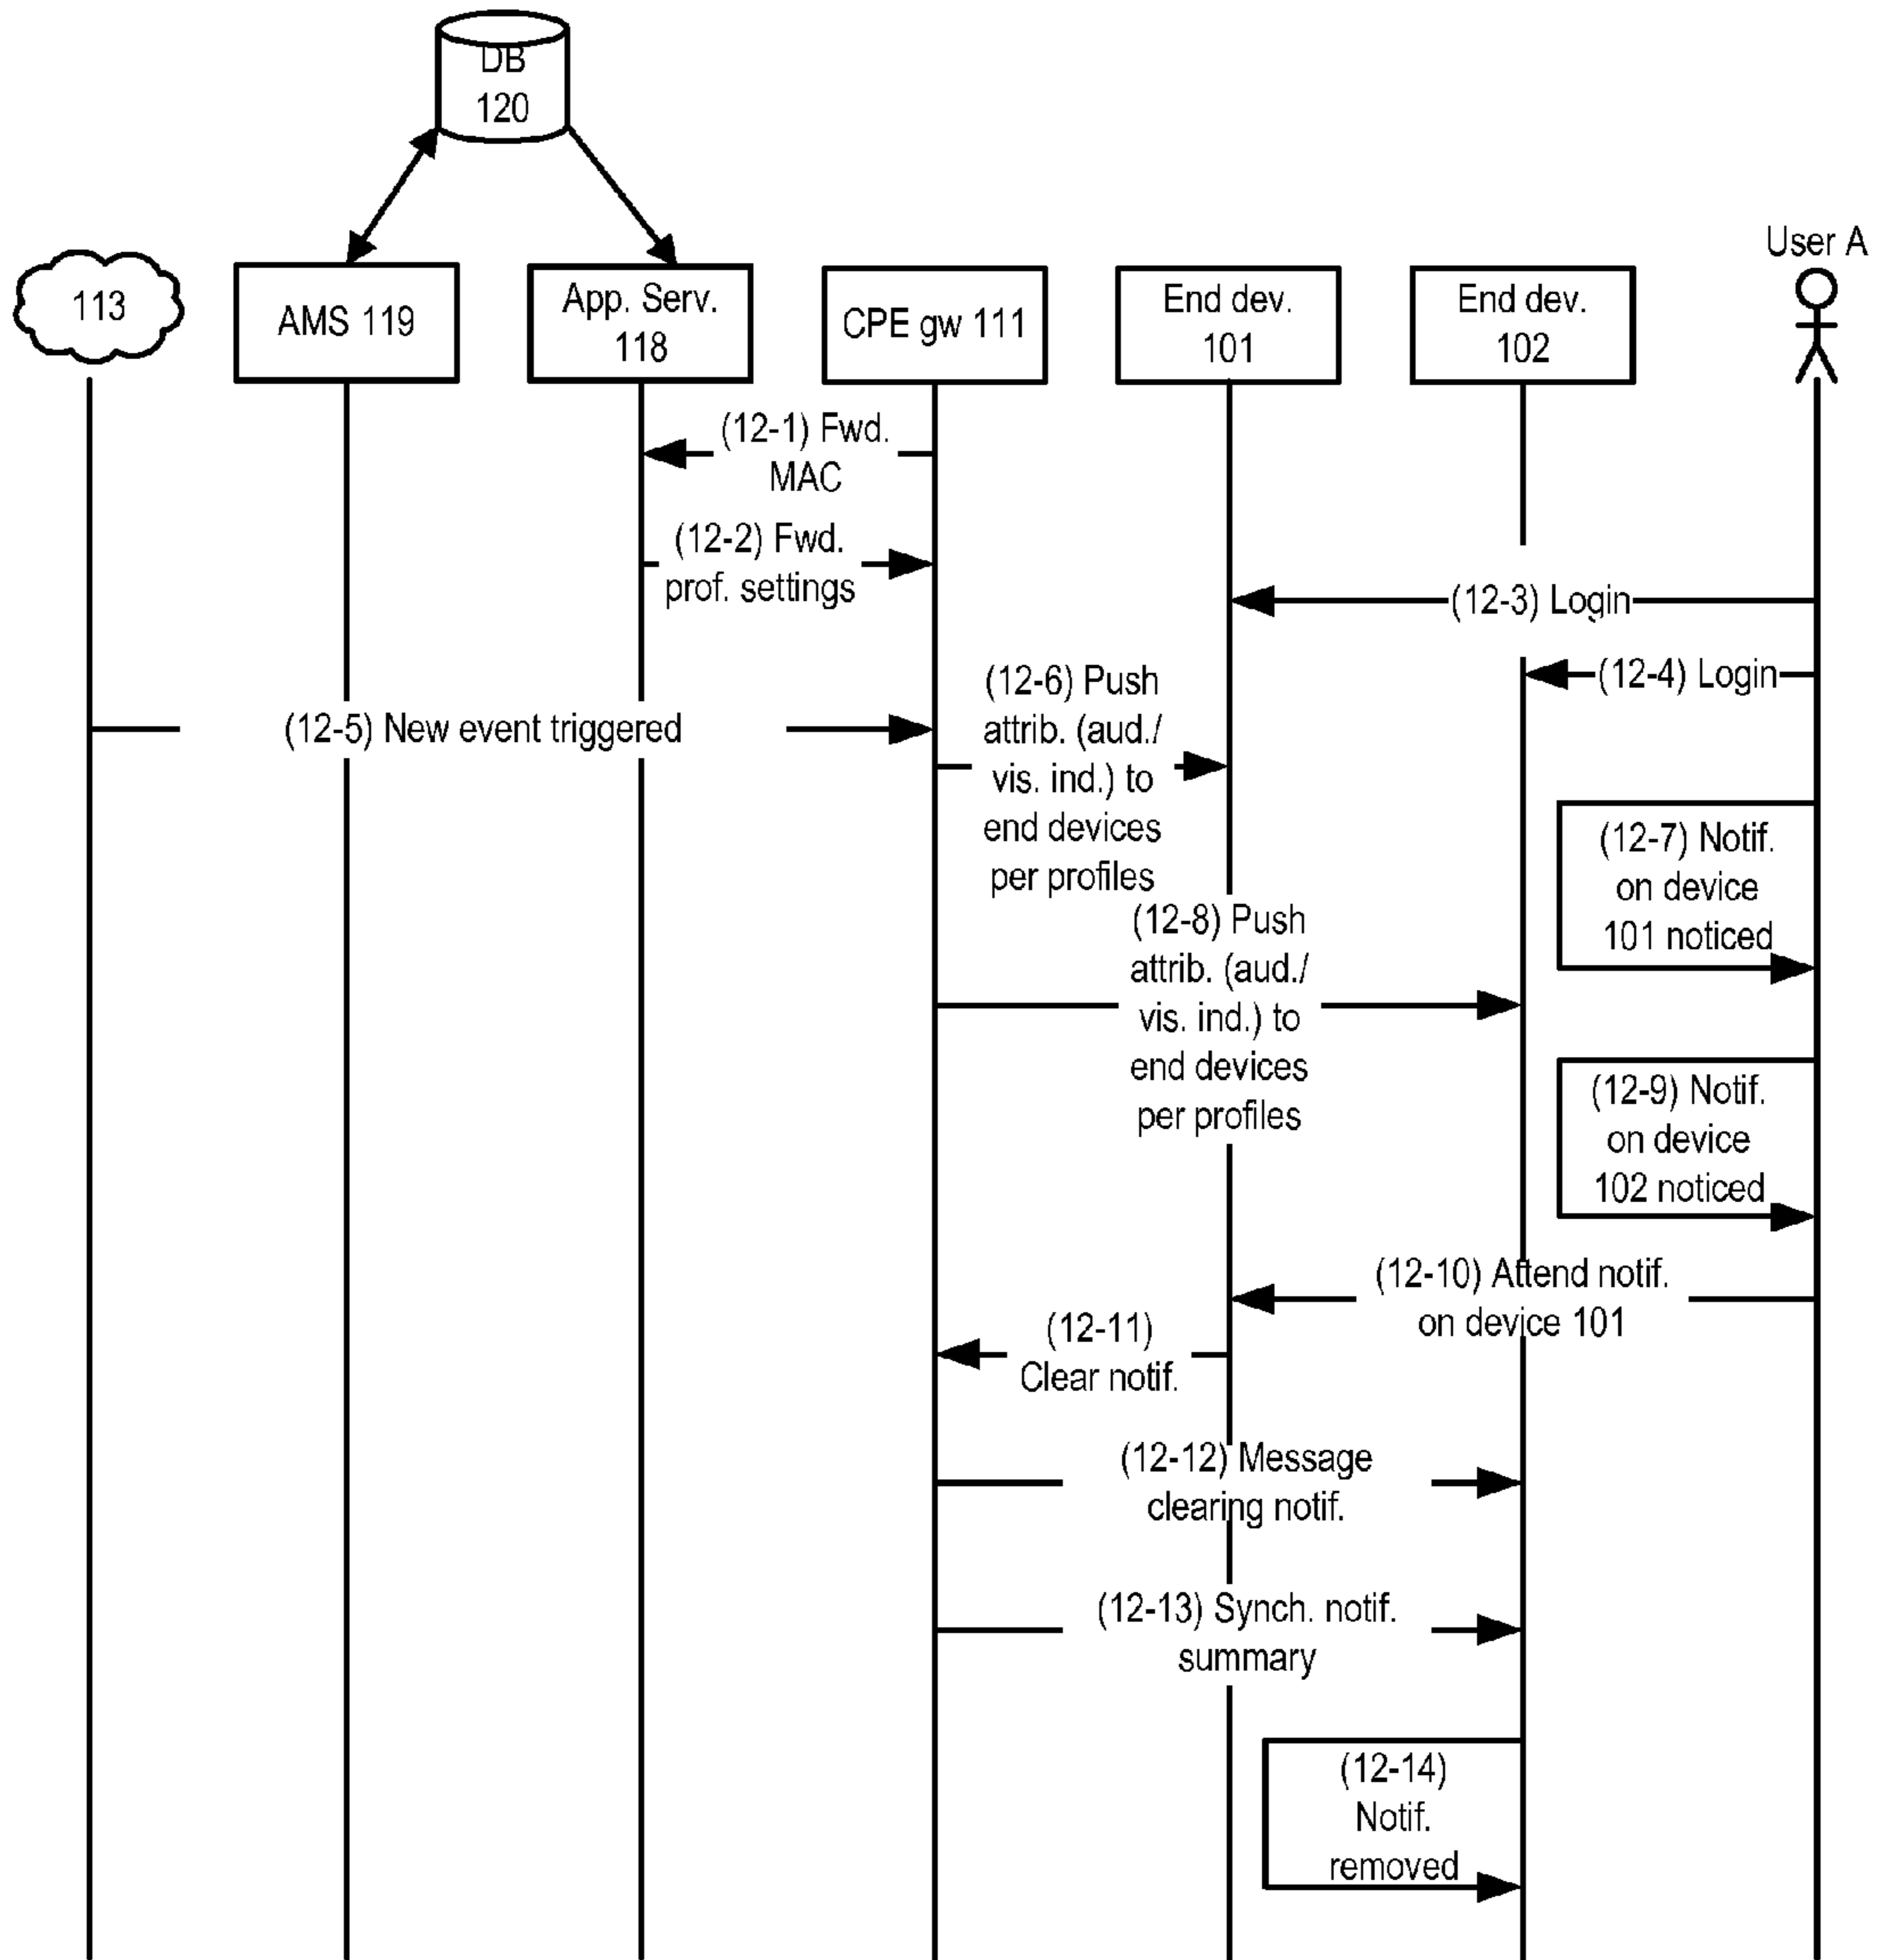 DB
120
User A
113
AMS 119
App. Serv.
118
CPE gw 111
End dev.
101
End dev.
102
(12-1) Fwd.
MAC
(12-2) Fwd.
prof. settings
(12-3) Login
(12-4) Login
(12-5) New event triggered
(12-6) Push
attrib. (aud./
vis. ind.) to
end devices
per profiles
(12-7) Notif.
on device
101 noticed
(12-8) Push
attrib. (aud./
vis. ind.) to
end devices
per profiles
(12-9) Notif.
on device
102 noticed
(12-10) Attend notif.
on device 101
(12-11)
Clear notif.
(12-12) Message
clearing notif.
(12-13) Synch. notif.
summary
(12-14)
Notif.
removed